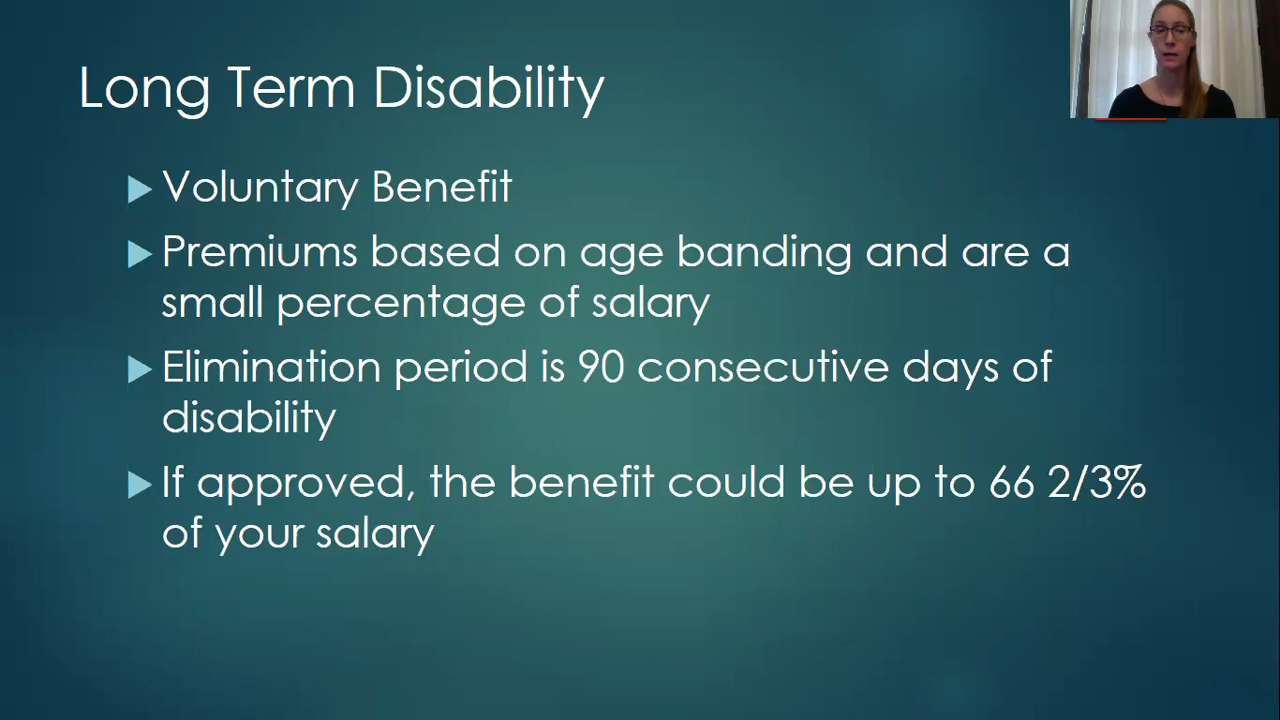 Long Term Disability
Voluntary Benefit
Premiums based on age banding and are a
small percentage of salary
Elimination period is 90 consecutive days of
disability
If approved, the benefit could be up to 66 2/3%
of your salary